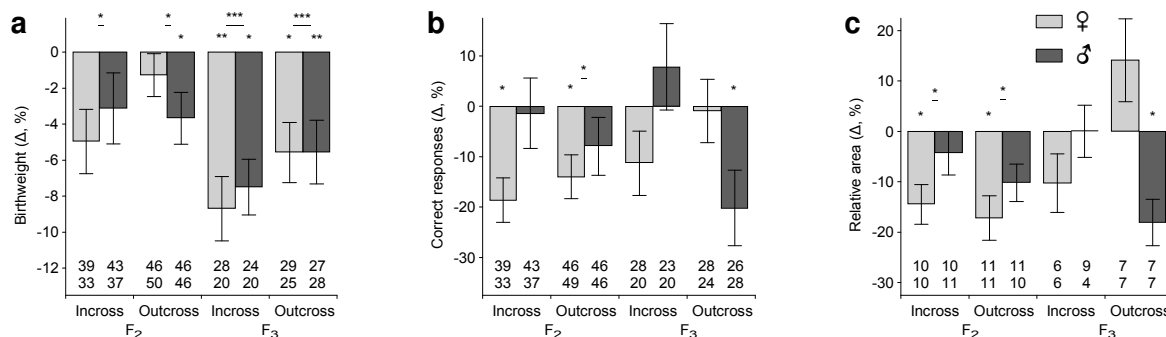 a
* * *** ***
* ** * * **
Birthweight (Δ, %)
0
-2
-4
-6
-8
-10
-12
39 43 46 46 28 24 29 27
33 37 50 46 20 20 25 28
Incross Outcross Incross Outcross
F2 F3
b
* * * *
Correct responses (Δ, %)
10
0
-10
-20
-30
39 43 46 46 28 23 28 26
33 37 49 46 20 20 24 28
Incross Outcross Incross Outcross
F2 F3
c
♀
♂
* * * * *
Relative area (Δ, %)
20
10
0
-10
-20
-30
10 10 11 11 6 9 7 7
10 11 11 10 6 4 7 7
Incross Outcross Incross Outcross
F2 F3